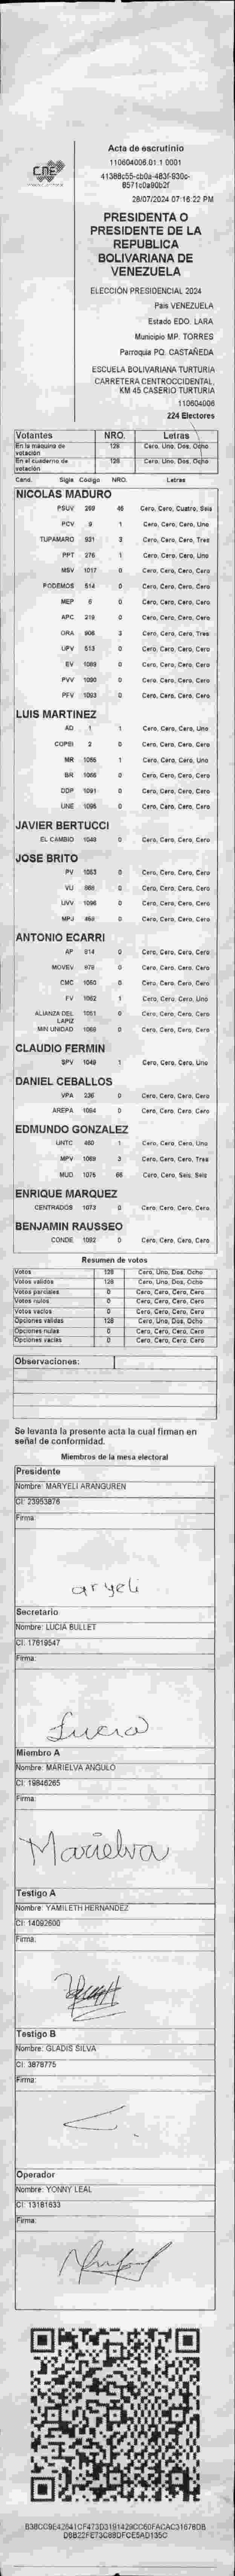 CNE
Acta de escrutinio
110604006.01.1.0001
28/07/2024 07:16:22 PM
PRESIDENTA O
PRESIDENTE DE LA
REPUBLICA
BOLIVARIANA DE
VENEZUELA
ELECCIÓN PRESIDENCIAL 2024
País VENEZUELA
Estado EDO. LARA
Municipio MP. TORRES
Parroquia PQ. CASTAÑEDA
ESCUELA BOLIVARIANA TURTURIA
CARRETERA CENTROCCIDENTAL,
KM 45 CASERIO TURTURIA
110604006
224 Electores
Votantes NRO. Letras
En la máquina de votación 128 Cero, Uno, Dos, Ocho
En el cuaderno de votación 128 Cero, Uno, Dos, Ocho
Cand. Sigla Código NRO. Letras
NICOLAS MADURO
PSUV 269 46 Cero, Cero, Cuatro, Seis
PCV 9 1 Cero, Cero, Cero, Uno
TUPAMARO 931 3 Cero, Cero, Cero, Tres
PPT 276 1 Cero, Cero, Cero, Uno
MSV 1017 0 Cero, Cero, Cero, Cero
PODEMOS 514 0 Cero, Cero, Cero, Cero
MEP 6 0 Cero, Cero, Cero, Cero
APC 219 0 Cero, Cero, Cero, Cero
ORA 906 3 Cero, Cero, Cero, Tres
UPV 513 0 Cero, Cero, Cero, Cero
EV 1089 0 Cero, Cero, Cero, Cero
PVV 1090 0 Cero, Cero, Cero, Cero
PFV 1093 0 Cero, Cero, Cero, Cero
LUIS MARTINEZ
AD 1 1 Cero, Cero, Cero, Uno
COPEI 2 0 Cero, Cero, Cero, Cero
MR 1055 1 Cero, Cero, Cero, Uno
BR 1066 0 Cero, Cero, Cero, Cero
DDP 1091 0 Cero, Cero, Cero, Cero
UNE 1095 0 Cero, Cero, Cero, Cero
JAVIER BERTUCCI
EL CAMBIO 1048 0 Cero, Cero, Cero, Cero
JOSE BRITO
PV 1053 0 Cero, Cero, Cero, Cero
VU 868 0 Cero, Cero, Cero, Cero
UVV 1096 0 Cero, Cero, Cero, Cero
MPJ 468 0 Cero, Cero, Cero, Cero
ANTONIO ECARRI
AP 914 0 Cero, Cero, Cero, Cero
MOVEV 978 0 Cero, Cero, Cero, Cero
CMC 1050 0 Cero, Cero, Cero, Cero
FV 1052 1 Cero, Cero, Cero, Uno
ALIANZA DEL LAPIZ 1051 0 Cero, Cero, Cero, Cero
MIN UNIDAD 1068 0 Cero, Cero, Cero, Cero
CLAUDIO FERMIN
SPV 1049 1 Cero, Cero, Cero, Uno
DANIEL CEBALLOS
VPA 236 0 Cero, Cero, Cero, Cero
AREPA 1094 0 Cero, Cero, Cero, Cero
EDMUNDO GONZALEZ
UNTC 460 1 Cero, Cero, Cero, Uno
MPV 1069 3 Cero, Cero, Cero, Tres
MUD 1075 66 Cero, Cero, Seis, Seis
ENRIQUE MARQUEZ
CENTRADOS 1073 0 Cero, Cero, Cero, Cero
BENJAMIN RAUSSEO
CONDE 1092 0 Cero, Cero, Cero, Cero
Resumen de votos
Votos 128 Cero, Uno, Dos, Ocho
Votos validos 128 Cero, Uno, Dos, Ocho
Votos parciales 0 Cero, Cero, Cero, Cero
Votos nulos 0 Cero, Cero, Cero, Cero
Votos vacíos 0 Cero, Cero, Cero, Cero
Opciones válidas 128 Cero, Uno, Dos, Ocho
Opciones nulas 0 Cero, Cero, Cero, Cero
Opciones vacías 0 Cero, Cero, Cero, Cero
Observaciones:
Se levanta la presente acta la cual firman en
señal de conformidad.
Miembros de la mesa electoral
Presidente
Nombre: MARYELI ARANGUREN
CI: 23953876
Firma:
aryeli
Secretario
Nombre: LUCIA BULLET
CI: 17619547
Firma:
Lucia
Miembro A
Nombre: MARIELVA ANGULO
CI: 19846265
Firma:
Marielva
Testigo A
Nombre: YAMILETH HERNANDEZ
CI: 14092600
Firma:
Testigo B
Nombre: GLADIS SILVA
CI: 3878775
Firma:
Operador
Nombre: YONNY LEAL
CI: 13181633
Firma: